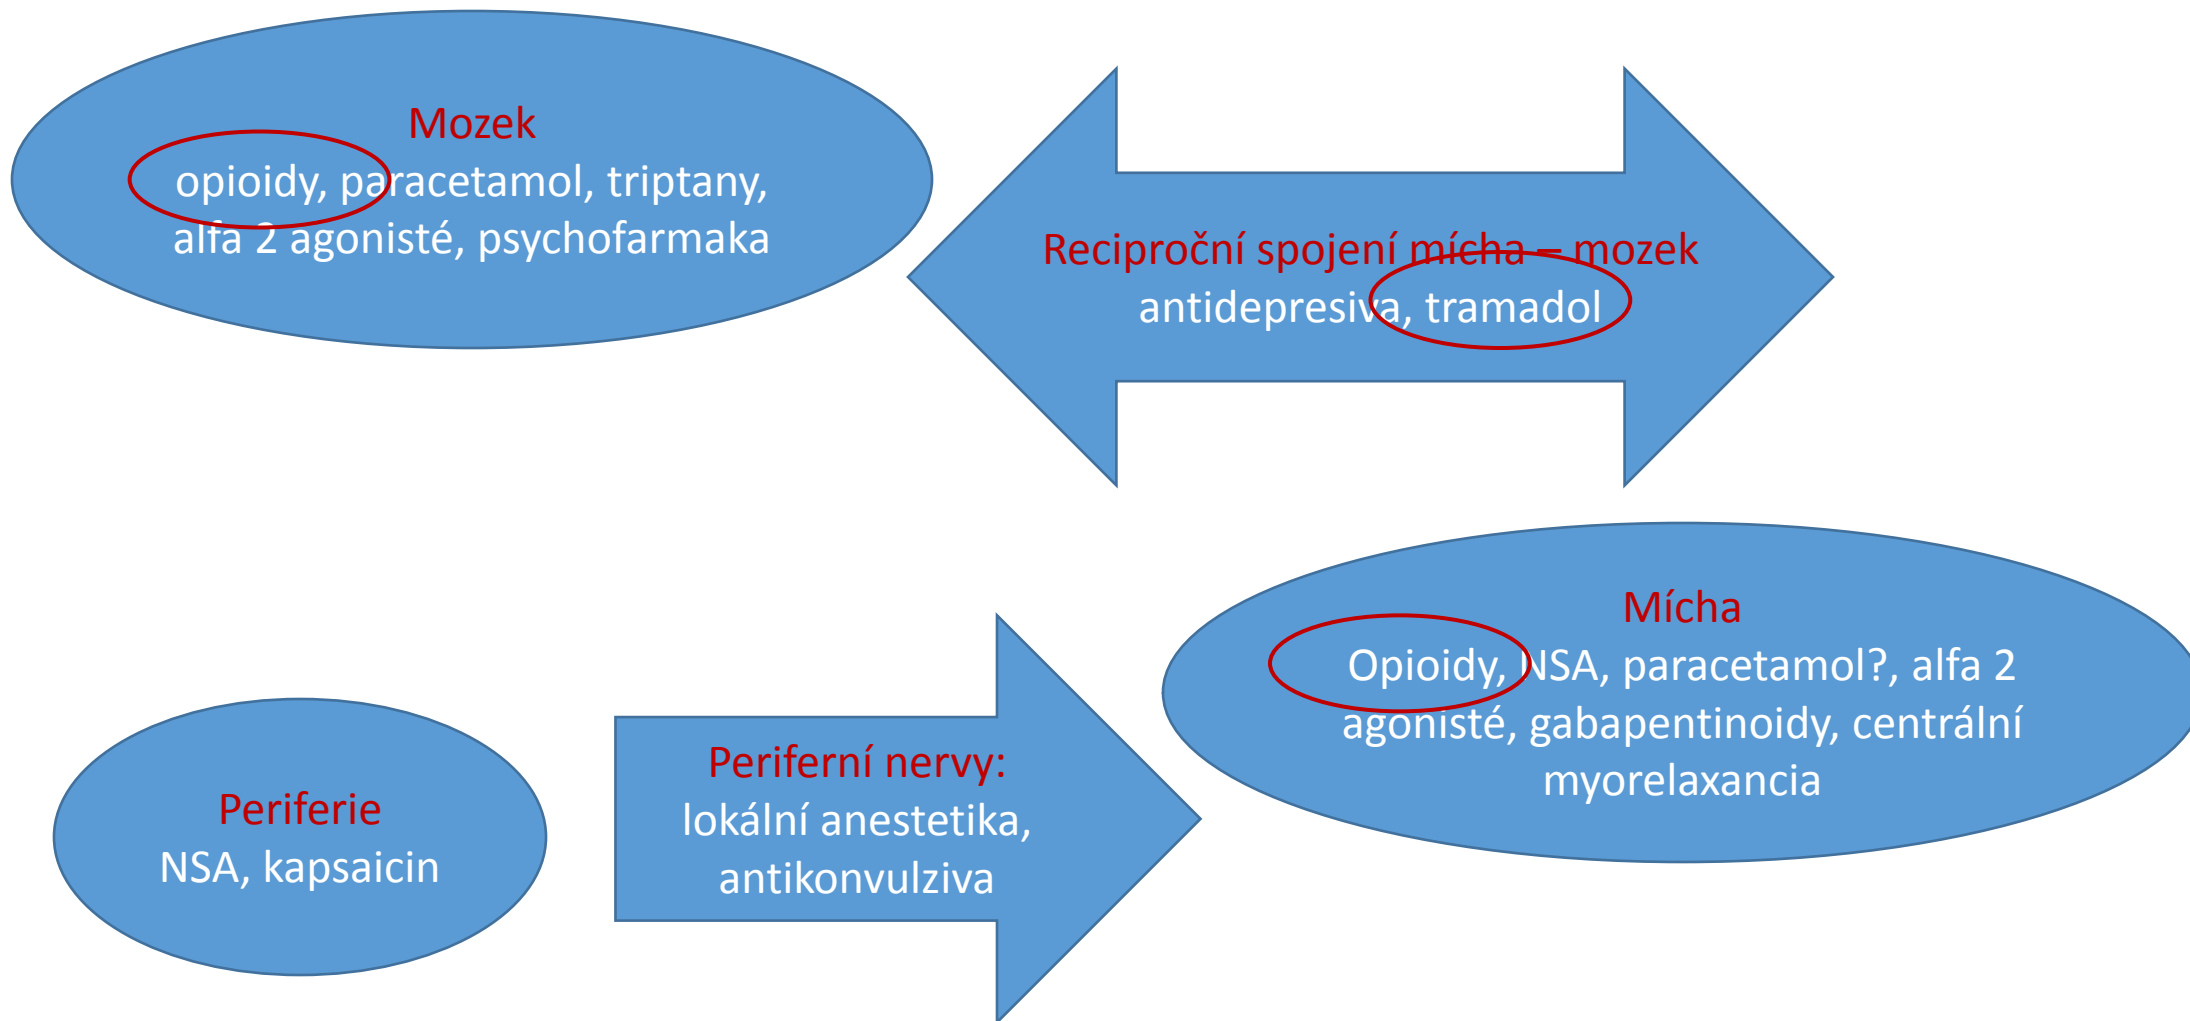 Mozek
opioidy, paracetamol, triptany,
alfa 2 agonisté, psychofarmaka
Reciproční spojení mícha – mozek
antidepresiva, tramadol
Mícha
Opioidy, NSA, paracetamol?, alfa 2
agonisté, gabapentinoidy, centrální
myorelaxancia
Periferní nervy:
lokální anestetika,
antikonvulziva
Periferie
NSA, kapsaicin